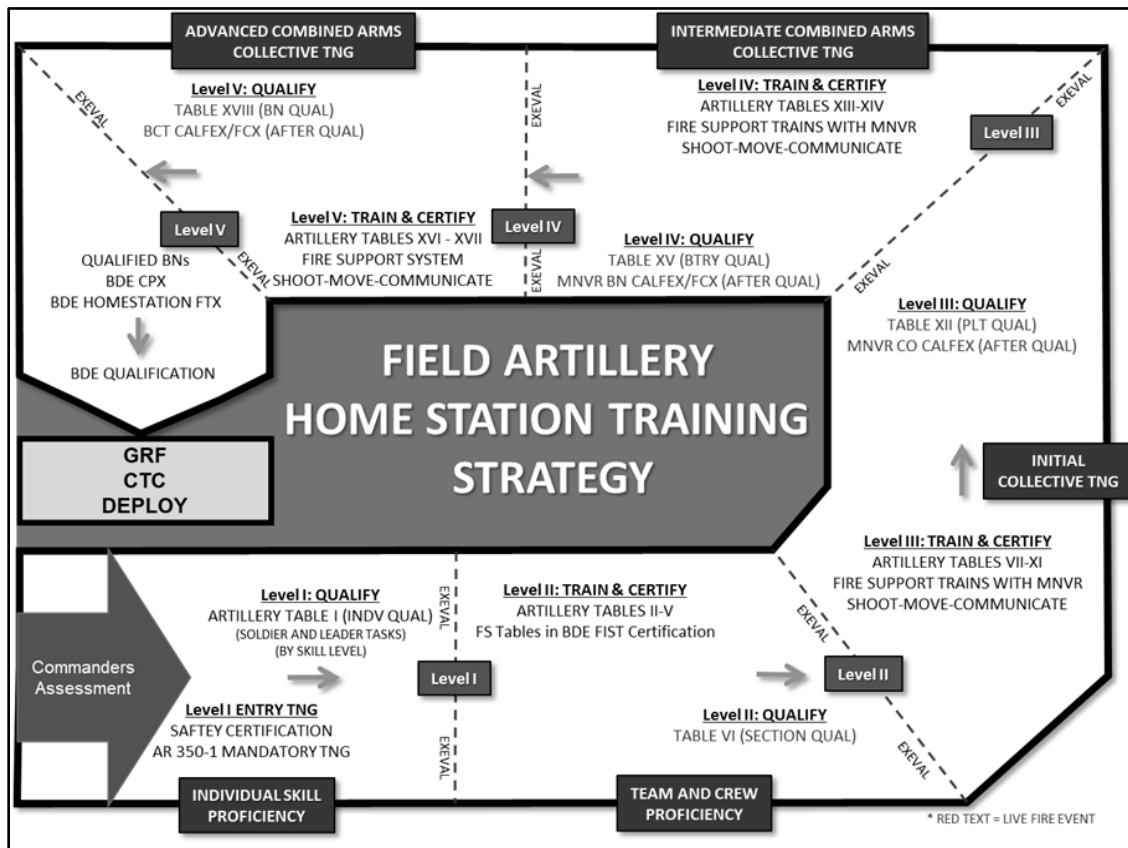 ADVANCED COMBINED ARMS
COLLECTIVE TNG
INTERMEDIATE COMBINED ARMS
COLLECTIVE TNG
EXEVAL
Level V: QUALIFY
TABLE XVIII (BN QUAL)
BCT CALFEX/FCX (AFTER QUAL)
EXEVAL
Level IV: TRAIN & CERTIFY
ARTILLERY TABLES XIII-XIV
FIRE SUPPORT TRAINS WITH MNVR
SHOOT-MOVE-COMMUNICATE
EXEVAL
Level III
Level V
QUALIFIED BNs
BDE CPX
BDE HOMESTATION FTX
BDE QUALIFICATION
EXEVAL
Level V: TRAIN & CERTIFY
ARTILLERY TABLES XVI - XVII
FIRE SUPPORT SYSTEM
SHOOT-MOVE-COMMUNICATE
Level IV
EXEVAL
Level IV: QUALIFY
TABLE XV (BTRY QUAL)
MNVR BN CALFEX/FCX (AFTER QUAL)
EXEVAL
Level III: QUALIFY
TABLE XII (PLT QUAL)
MNVR CO CALFEX (AFTER QUAL)
FIELD ARTILLERY
HOME STATION TRAINING
STRATEGY
GRF
CTC
DEPLOY
INITIAL
COLLECTIVE TNG
Level III: TRAIN & CERTIFY
ARTILLERY TABLES VII-XI
FIRE SUPPORT TRAINS WITH MNVR
SHOOT-MOVE-COMMUNICATE
Commanders
Assessment
Level I: QUALIFY
ARTILLERY TABLE I (INDV QUAL)
(SOLDIER AND LEADER TASKS)
(BY SKILL LEVEL)
Level I ENTRY TNG
SAFTEY CERTIFICATION
AR 350-1 MANDATORY TNG
EXEVAL
Level I
EXEVAL
Level II: TRAIN & CERTIFY
ARTILLERY TABLES II-V
FS Tables in BDE FIST Certification
EXEVAL
Level II
Level II: QUALIFY
TABLE VI (SECTION QUAL)
EXEVAL
INDIVIDUAL SKILL
PROFICIENCY
TEAM AND CREW
PROFICIENCY
* RED TEXT = LIVE FIRE EVENT